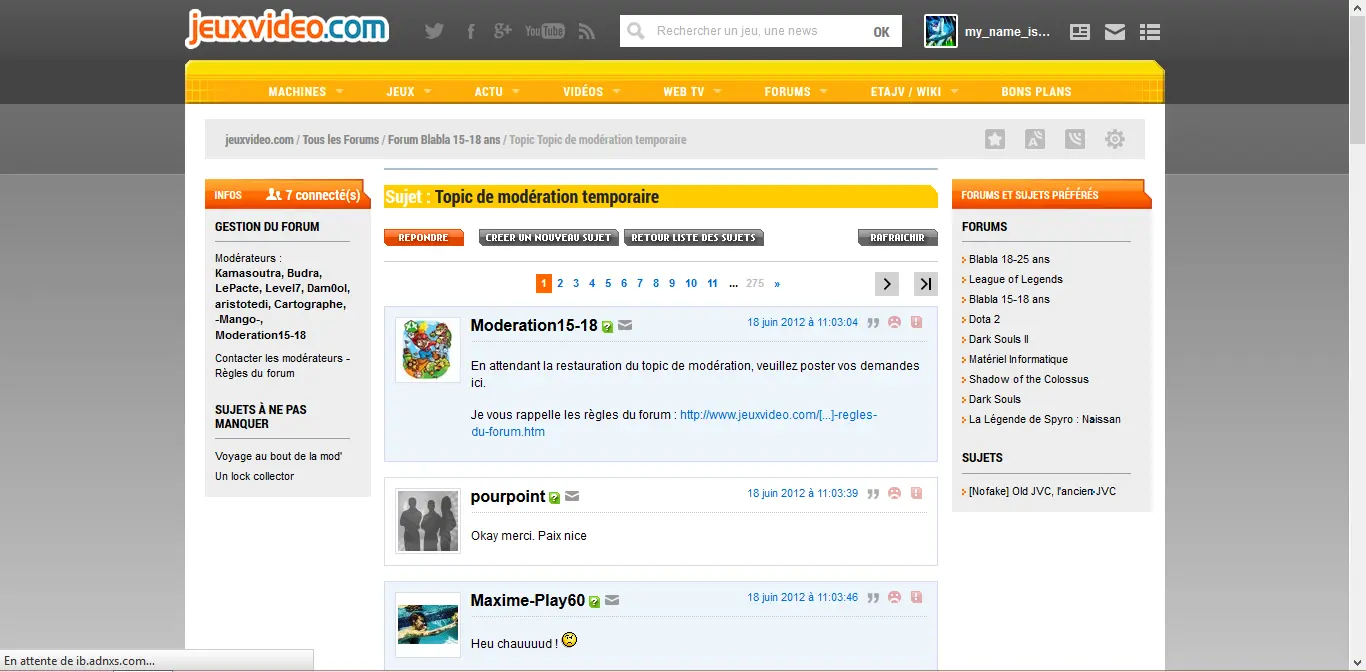 jeuxvideo.com
You Tube
Rechercher un jeu, une news
OK
my_name_is...
MACHINES JEUX ACTU VIDÉOS WEB TV FORUMS ETAJV / WIKI BONS PLANS
jeuxvideo.com / Tous les Forums / Forum Blabla 15-18 ans / Topic Topic de modération temporaire
INFOS 7 connecté(s)
GESTION DU FORUM
Modérateurs :
Kamasoutra, Budra,
LePacte, Level7, Dam0ol,
aristotedi, Cartographe,
-Mango-,
Moderation15-18
Contacter les modérateurs -
Règles du forum
SUJETS À NE PAS
MANQUER
Voyage au bout de la mod'
Un lock collector
Sujet : Topic de modération temporaire
REPONDRE CREER UN NOUVEAU SUJET RETOUR LISTE DES SUJETS RAFRAICHIR
1 2 3 4 5 6 7 8 9 10 11 ... 275 »
Moderation15-18 18 juin 2012 à 11:03:04
En attendant la restauration du topic de modération, veuillez poster vos demandes
ici.
Je vous rappelle les règles du forum : http://www.jeuxvideo.com/[...]-regles-
du-forum.htm
pourpoint 18 juin 2012 à 11:03:39
Okay merci. Paix nice
Maxime-Play60 18 juin 2012 à 11:03:46
Heu chauuuud !
FORUMS ET SUJETS PRÉFÉRÉS
FORUMS
Blabla 18-25 ans
League of Legends
Blabla 15-18 ans
Dota 2
Dark Souls II
Matériel Informatique
Shadow of the Colossus
Dark Souls
La Légende de Spyro : Naissan
SUJETS
[Nofake] Old JVC, l'ancien JVC
En attente de ib.adnxs.com...